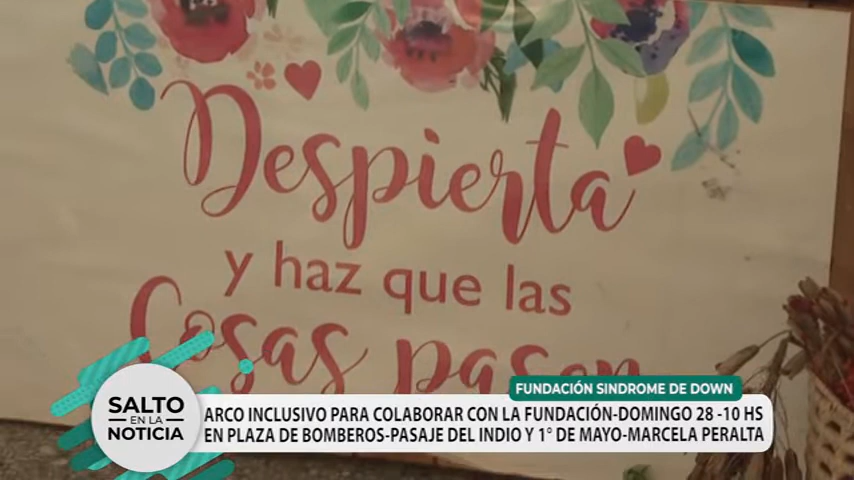 Despierta
y haz que las
Cosas pasen
FUNDACIÓN SINDROME DE DOWN
SALTO
EN LA
NOTICIA
ARCO INCLUSIVO PARA COLABORAR CON LA FUNDACIÓN-DOMINGO 28 -10 HS
EN PLAZA DE BOMBEROS-PASAJE DEL INDIO Y 1° DE MAYO-MARCELA PERALTA